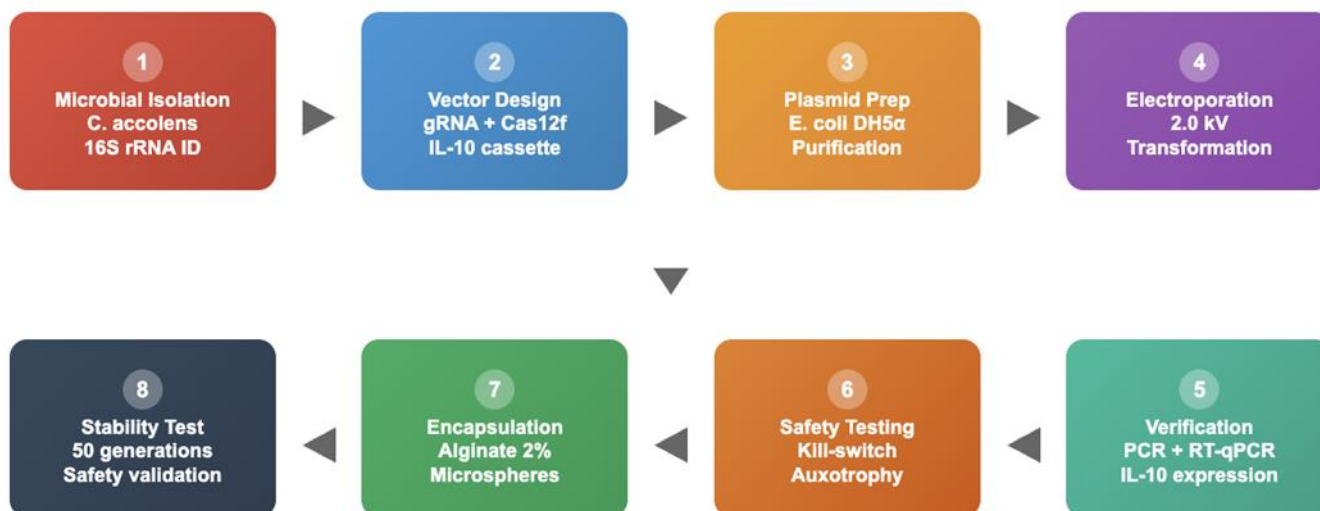 1
Microbial Isolation
C. accolens
16S rRNA ID
2
Vector Design
gRNA + Cas12f
IL-10 cassette
3
Plasmid Prep
E. coli DH5α
Purification
4
Electroporation
2.0 kV
Transformation
5
Verification
PCR + RT-qPCR
IL-10 expression
6
Safety Testing
Kill-switch
Auxotrophy
7
Encapsulation
Alginate 2%
Microspheres
8
Stability Test
50 generations
Safety validation